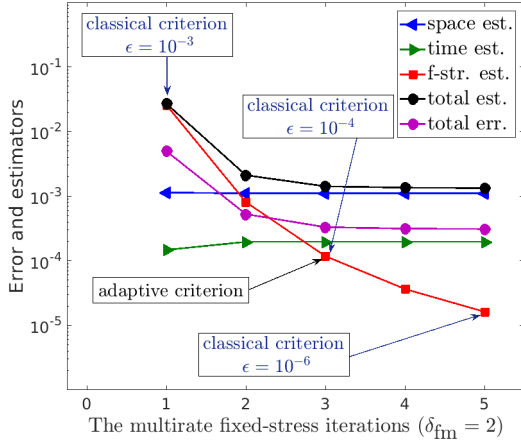 classical criterion
ϵ = 10⁻³
space est.
time est.
f-str. est.
total est.
total err.
classical criterion
ϵ = 10⁻⁴
adaptive criterion
classical criterion
ϵ = 10⁻⁶
Error and estimators
10⁻¹
10⁻²
10⁻³
10⁻⁴
10⁻⁵
0 1 2 3 4 5
The multirate fixed-stress iterations (δ_fm = 2)